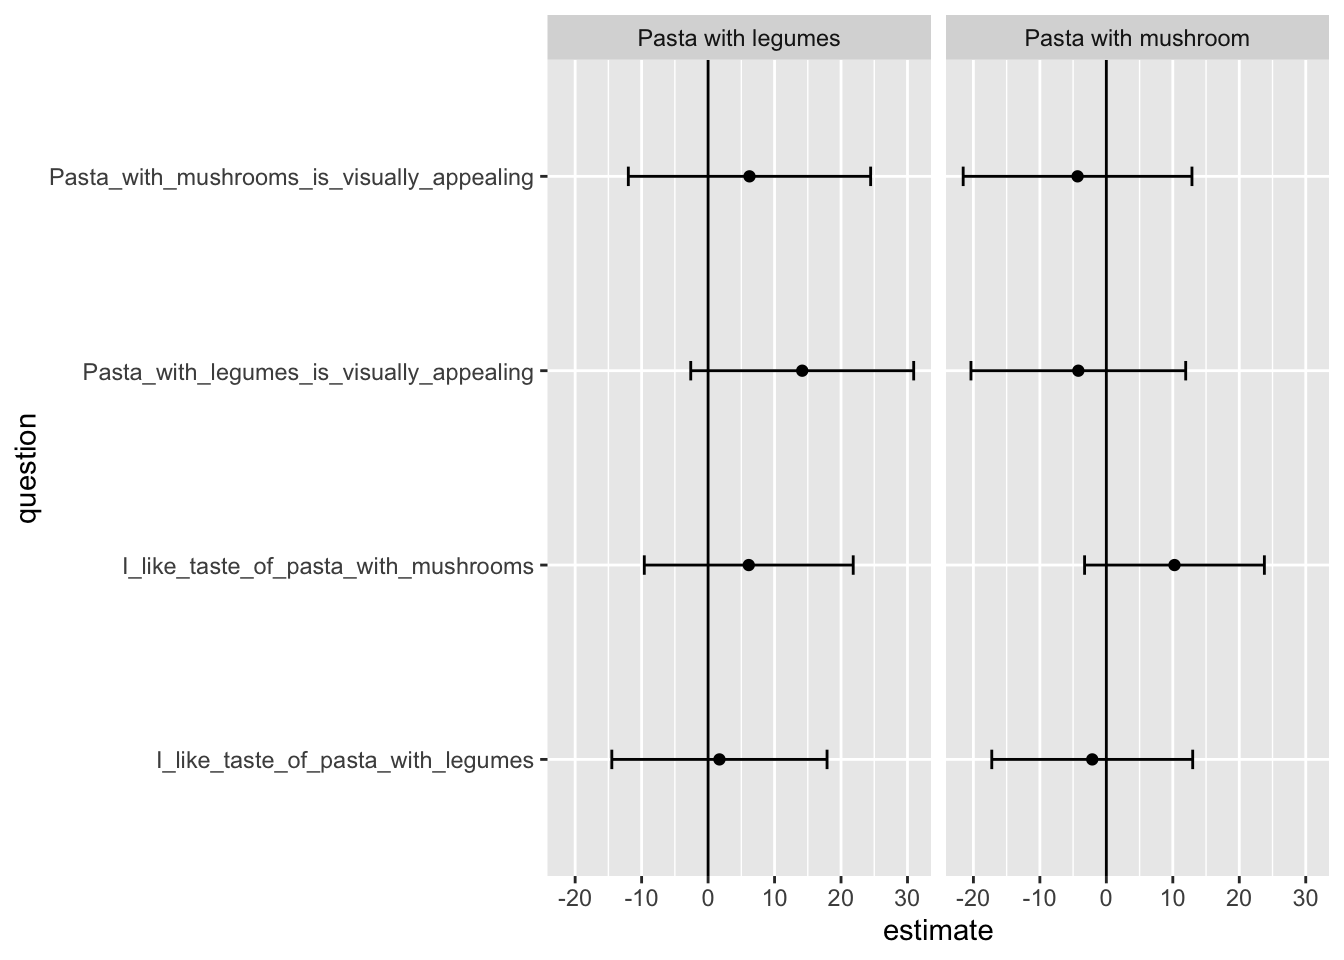 Pasta with legumes
Pasta with mushroom
Pasta_with_mushrooms_is_visually_appealing
Pasta_with_legumes_is_visually_appealing
question
I_like_taste_of_pasta_with_mushrooms
I_like_taste_of_pasta_with_legumes
-20 -10 0 10 20 30
-20 -10 0 10 20 30
estimate